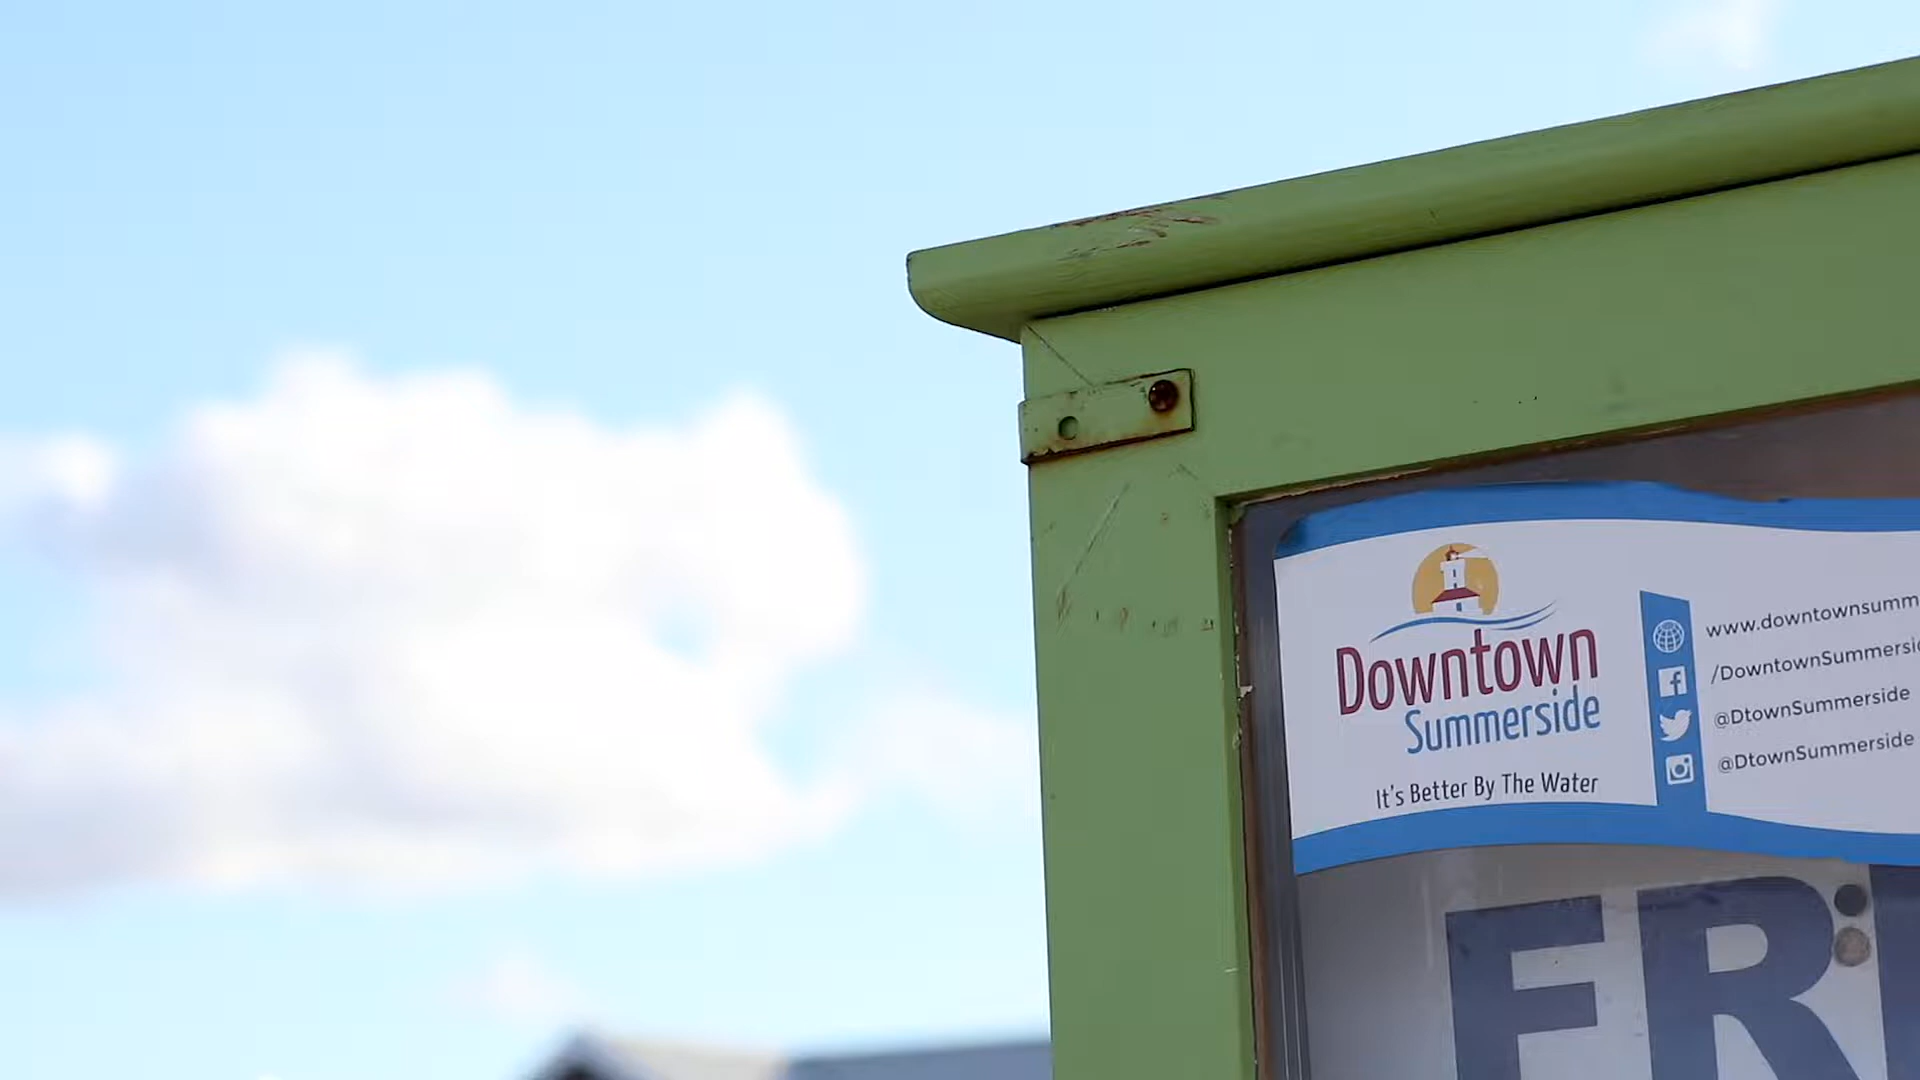 Downtown
Summerside
It's Better By The Water
www.downtownsumm
/DowntownSummersi
@DtownSummerside
@DtownSummerside
FR